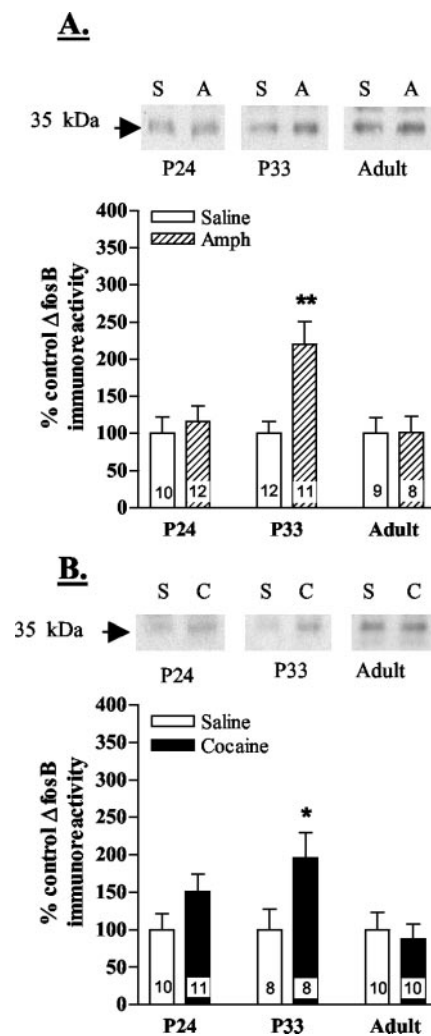 A.
S A S A S A
35 kDa
P24 P33 Adult
400
350
300
250
200
150
100
50
0
% control ΔfosB
immunoreactivity
Saline
Amph
**
10 12 12 11 9 8
P24 P33 Adult
B.
S C S C S C
35 kDa
P24 P33 Adult
400
350
300
250
200
150
100
50
0
% control ΔfosB
immunoreactivity
Saline
Cocaine
*
10 11 8 8 10 10
P24 P33 Adult